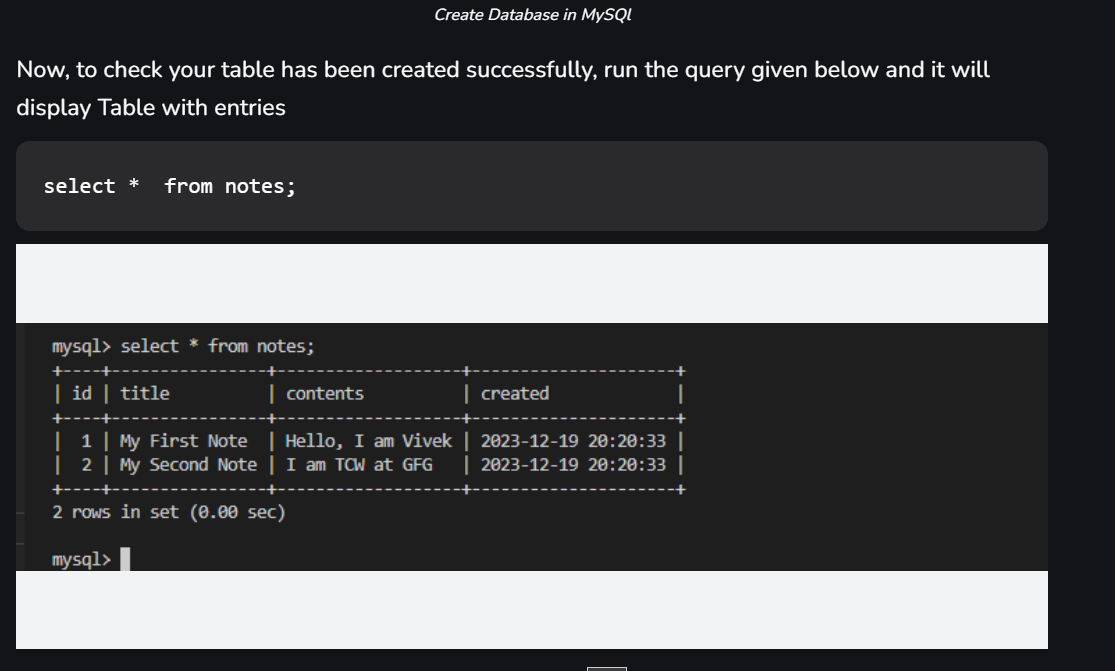 Create Database in MySQl
Now, to check your table has been created successfully, run the query given below and it will
display Table with entries
select *  from notes;
mysql> select * from notes;
+----+----------------+-------------------+---------------------+
| id | title          | contents          | created             |
+----+----------------+-------------------+---------------------+
|  1 | My First Note  | Hello, I am Vivek | 2023-12-19 20:20:33 |
|  2 | My Second Note | I am TCW at GFG   | 2023-12-19 20:20:33 |
+----+----------------+-------------------+---------------------+
2 rows in set (0.00 sec)
mysql>